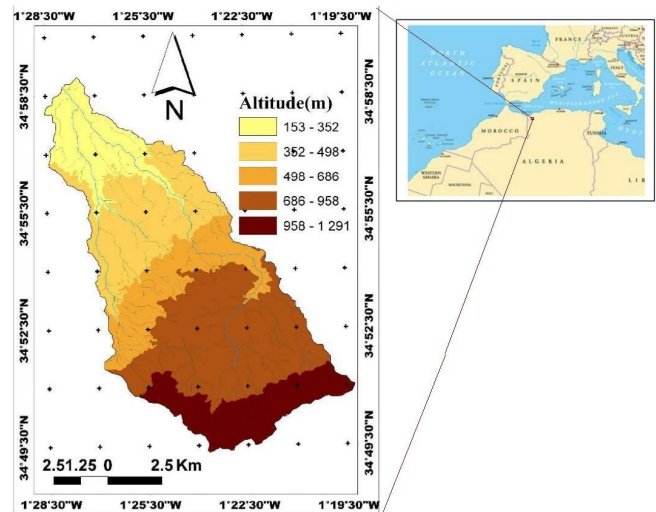 1°28'30"W 1°25'30"W 1°22'30"W 1°19'30"W
34°58'30"N
34°55'30"N
34°52'30"N
34°49'30"N
N
Altitude(m)
153 - 352
352 - 498
498 - 686
686 - 958
958 - 1 291
34°58'30"N
34°55'30"N
34°52'30"N
34°49'30"N
2.51.25 0 2.5 Km
1°28'30"W 1°25'30"W 1°22'30"W 1°19'30"W
NORTH
ATLANTIC
OCEAN
FRANCE
SPAIN
ITALY
MOROCCO
ALGERIA
TUNISIA
WESTERN
SAHARA
MAURITANIA
LIB